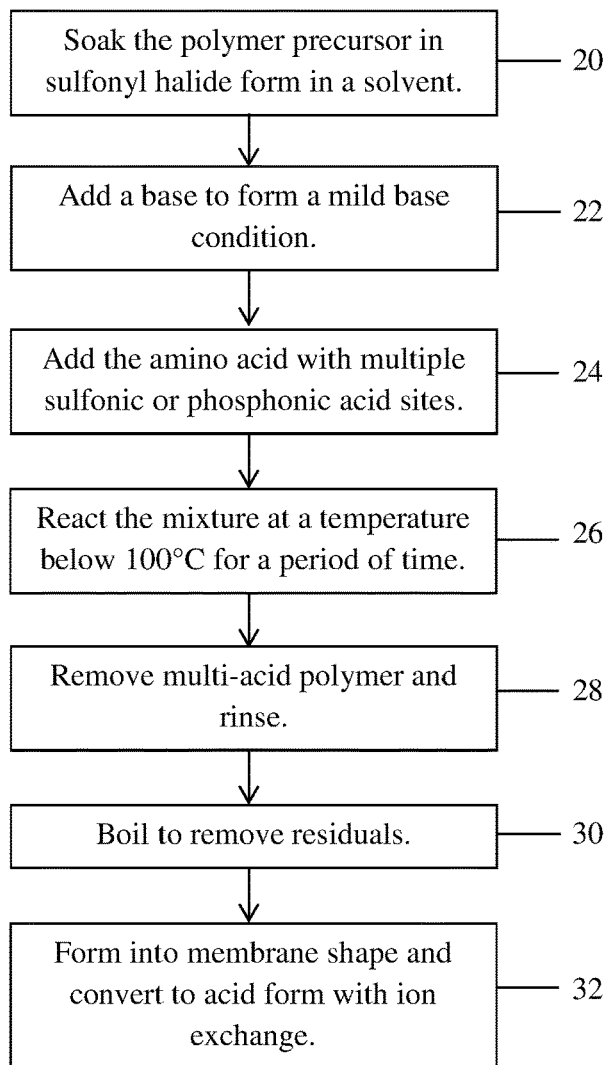 Soak the polymer precursor in
sulfonyl halide form in a solvent.
20
Add a base to form a mild base
condition.
22
Add the amino acid with multiple
sulfonic or phosphonic acid sites.
24
React the mixture at a temperature
below 100°C for a period of time.
26
Remove multi-acid polymer and
rinse.
28
Boil to remove residuals.
30
Form into membrane shape and
convert to acid form with ion
exchange.
32